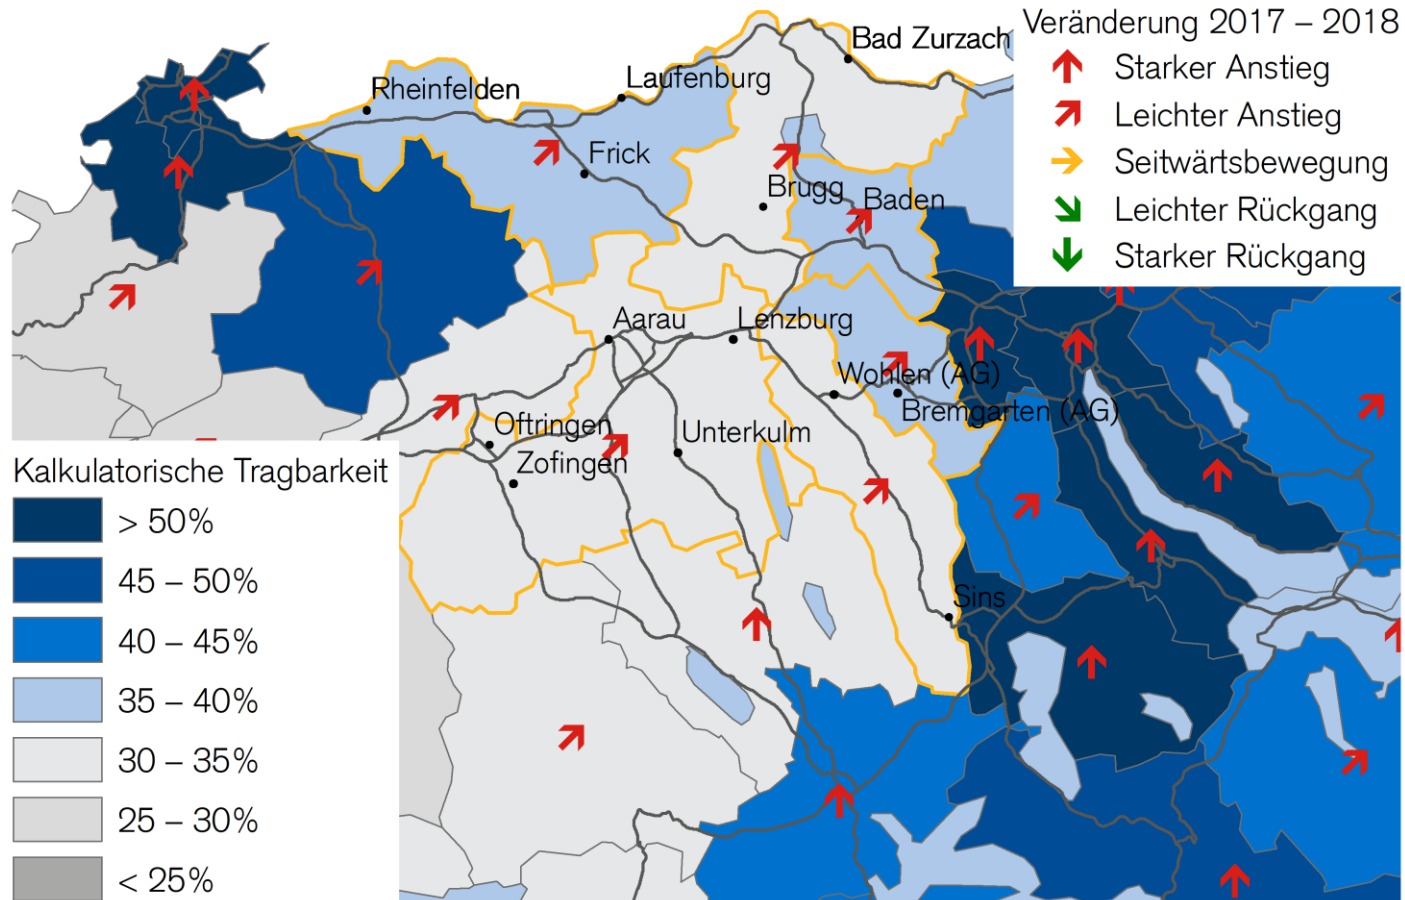 Veränderung 2017 – 2018
Starker Anstieg
Leichter Anstieg
Seitwärtsbewegung
Leichter Rückgang
Starker Rückgang
Bad Zurzach
Laufenburg
Rheinfelden
Frick
Brugg
Baden
Aarau
Lenzburg
Wohlen (AG)
Bremgarten (AG)
Oftringen
Unterkulm
Zofingen
Sins
Kalkulatorische Tragbarkeit
> 50%
45 – 50%
40 – 45%
35 – 40%
30 – 35%
25 – 30%
< 25%